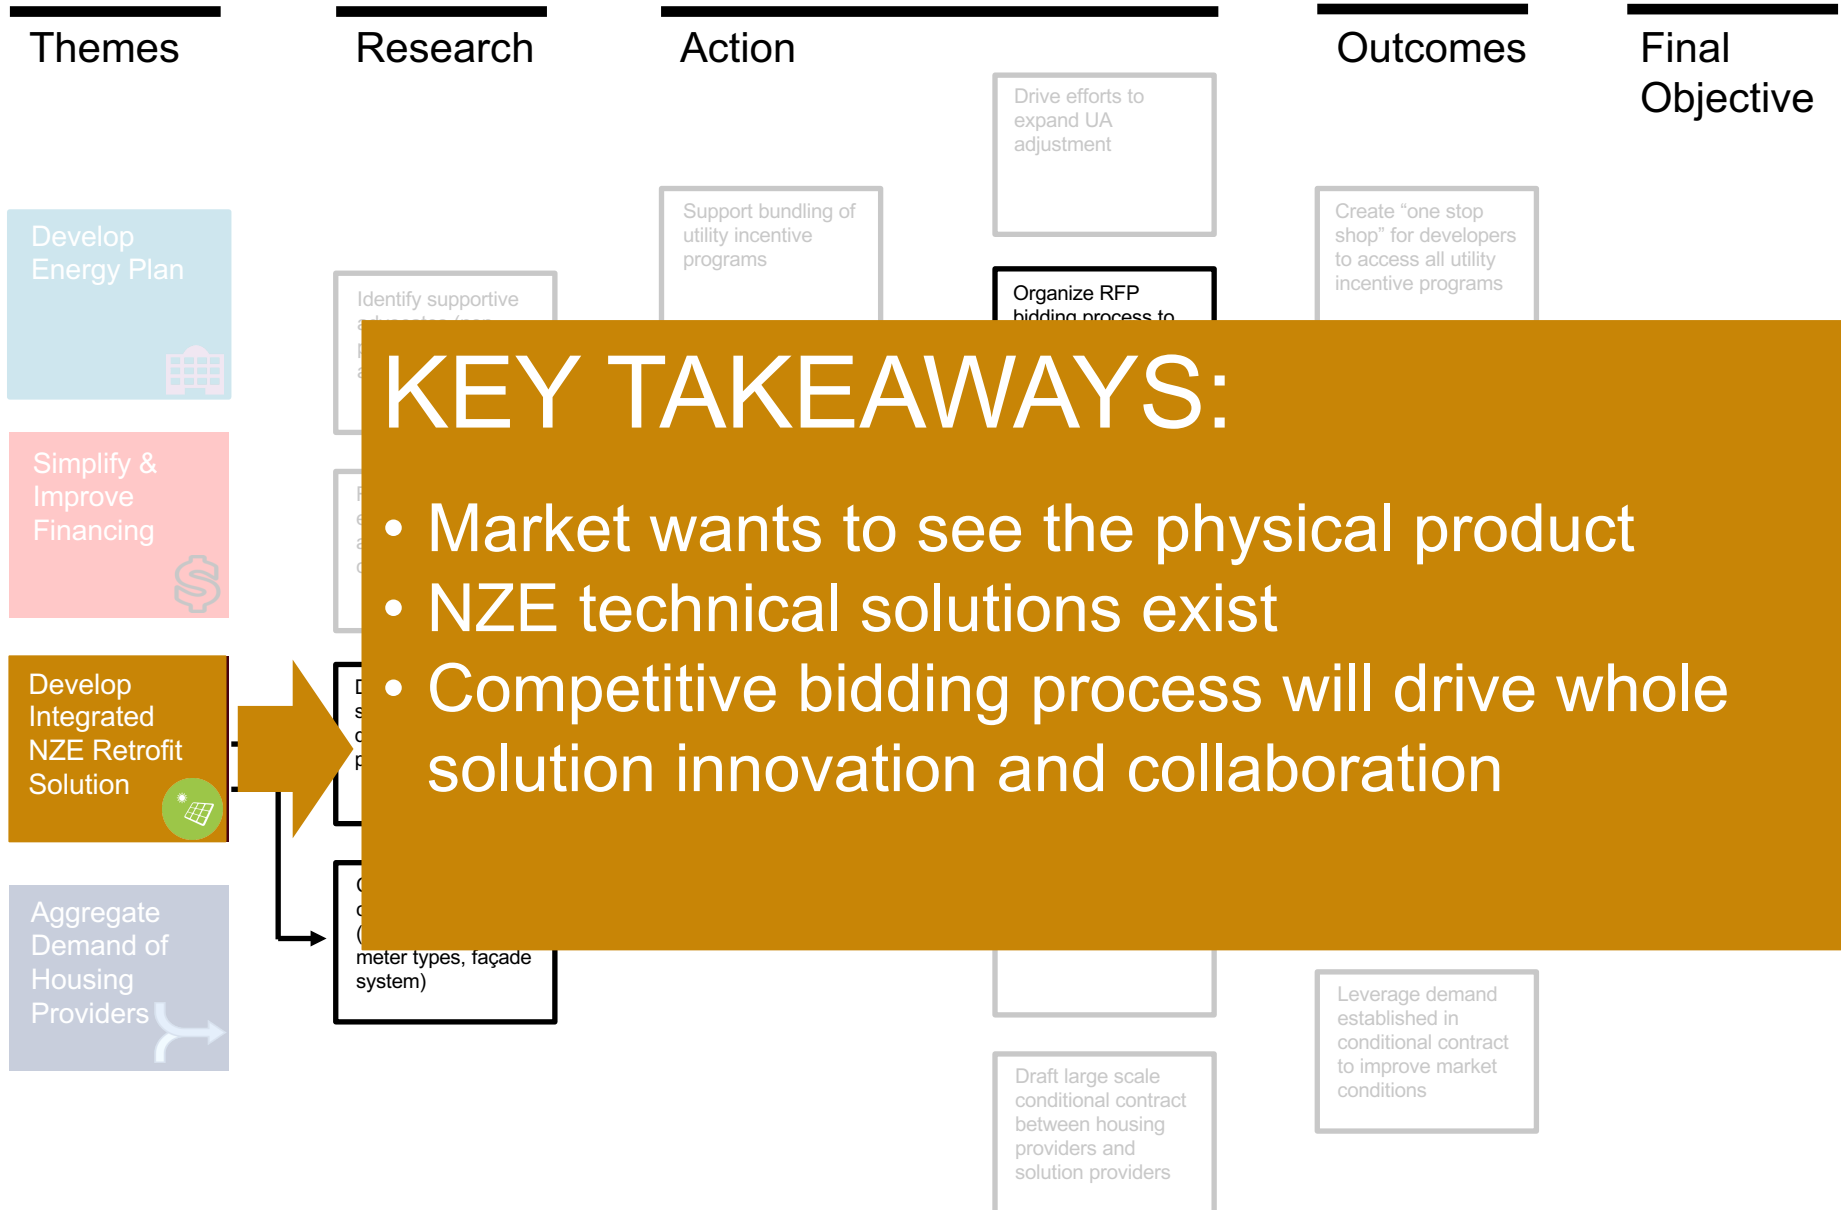 Themes
Research
Action
Outcomes
Final
Objective
Drive efforts to
expand UA
adjustment
Support bundling of
utility incentive
programs
Create “one stop
shop” for developers
to access all utility
incentive programs
Develop
Energy Plan
Identify supportive
Organize RFP
bidding process to
KEY TAKEAWAYS:
• Market wants to see the physical product
• NZE technical solutions exist
• Competitive bidding process will drive whole
solution innovation and collaboration
Simplify &
Improve
Financing
$
Develop
Integrated
NZE Retrofit
Solution
Aggregate
Demand of
Housing
Providers
meter types, façade
system)
Leverage demand
established in
conditional contract
to improve market
conditions
Draft large scale
conditional contract
between housing
providers and
solution providers